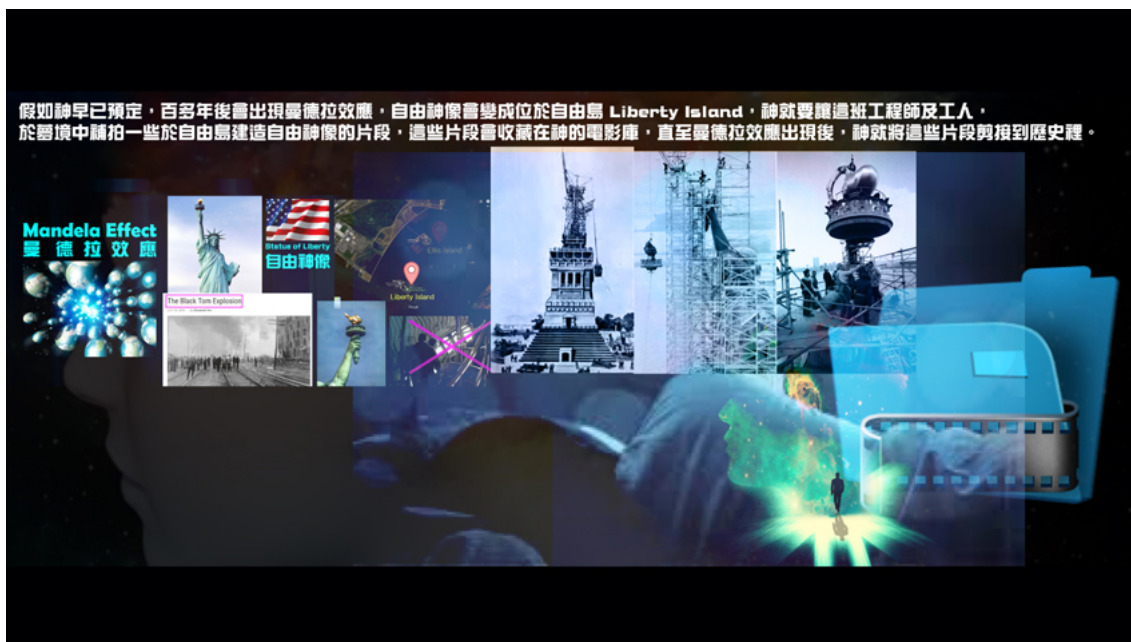 假如神早已預定，百多年後會出現曼德拉效應，自由神像會變成位於自由島 Liberty Island，神就要讓這班工程師及工人，
於夢境中補拍一些於自由島建造自由神像的片段，這些片段會收藏在神的電影庫，直至曼德拉效應出現後，神就將這些片段剪接到歷史裡。
Mandela Effect
曼德拉效應
Statue of Liberty
自由神像
Ellis Island
Liberty Island
The Black Tom Explosion